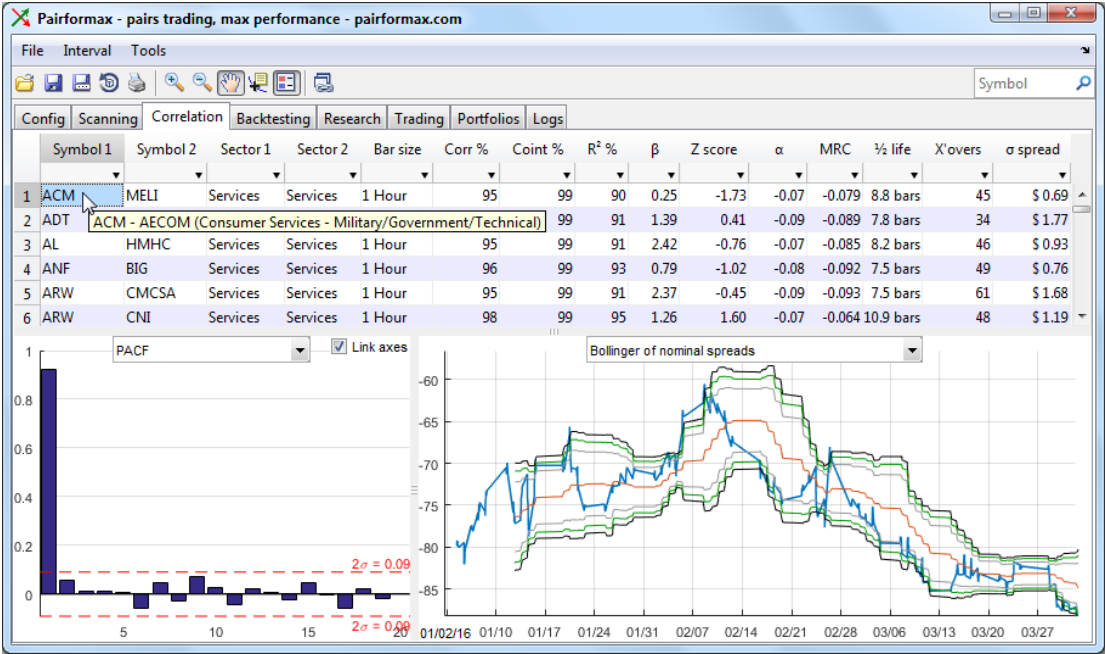 Pairformax - pairs trading, max performance - pairformax.com
File Interval Tools
Symbol
Config Scanning Correlation Backtesting Research Trading Portfolios Logs
Symbol 1 Symbol 2 Sector 1 Sector 2 Bar size Corr % Coint % R² % β Z score α MRC ½ life X'overs σ spread
1 ACM MELI Services Services 1 Hour 95 99 90 0.25 -1.73 -0.07 -0.079 8.8 bars 45 $ 0.69
2 ADT ACM - AECOM (Consumer Services - Military/Government/Technical) 99 91 1.39 0.41 -0.09 -0.089 7.8 bars 34 $ 1.77
3 AL HMHC Services Services 1 Hour 95 99 91 2.42 -0.76 -0.07 -0.085 8.2 bars 46 $ 0.93
4 ANF BIG Services Services 1 Hour 96 99 93 0.79 -1.02 -0.08 -0.092 7.5 bars 49 $ 0.76
5 ARW CMCSA Services Services 1 Hour 95 99 91 2.37 -0.45 -0.09 -0.093 7.5 bars 61 $ 1.68
6 ARW CNI Services Services 1 Hour 98 99 95 1.26 1.60 -0.07 -0.064 10.9 bars 48 $ 1.19
PACF Link axes
1
0.8
0.6
0.4
0.2
0
2σ = 0.09
2σ = 0.09
5 10 15 20
Bollinger of nominal spreads
-60
-65
-70
-75
-80
-85
01/02/16 01/10 01/17 01/24 01/31 02/07 02/14 02/21 02/28 03/06 03/13 03/20 03/27